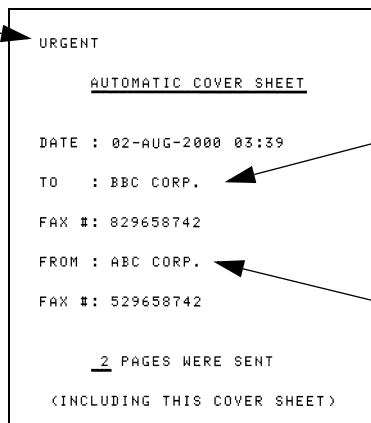 URGENT
AUTOMATIC COVER SHEET
DATE : 02-AUG-2000 03:39
TO : BBC CORP.
FAX #: 829658742
FROM : ABC CORP.
FAX #: 529658742
2 PAGES WERE SENT
(INCLUDING THIS COVER SHEET)